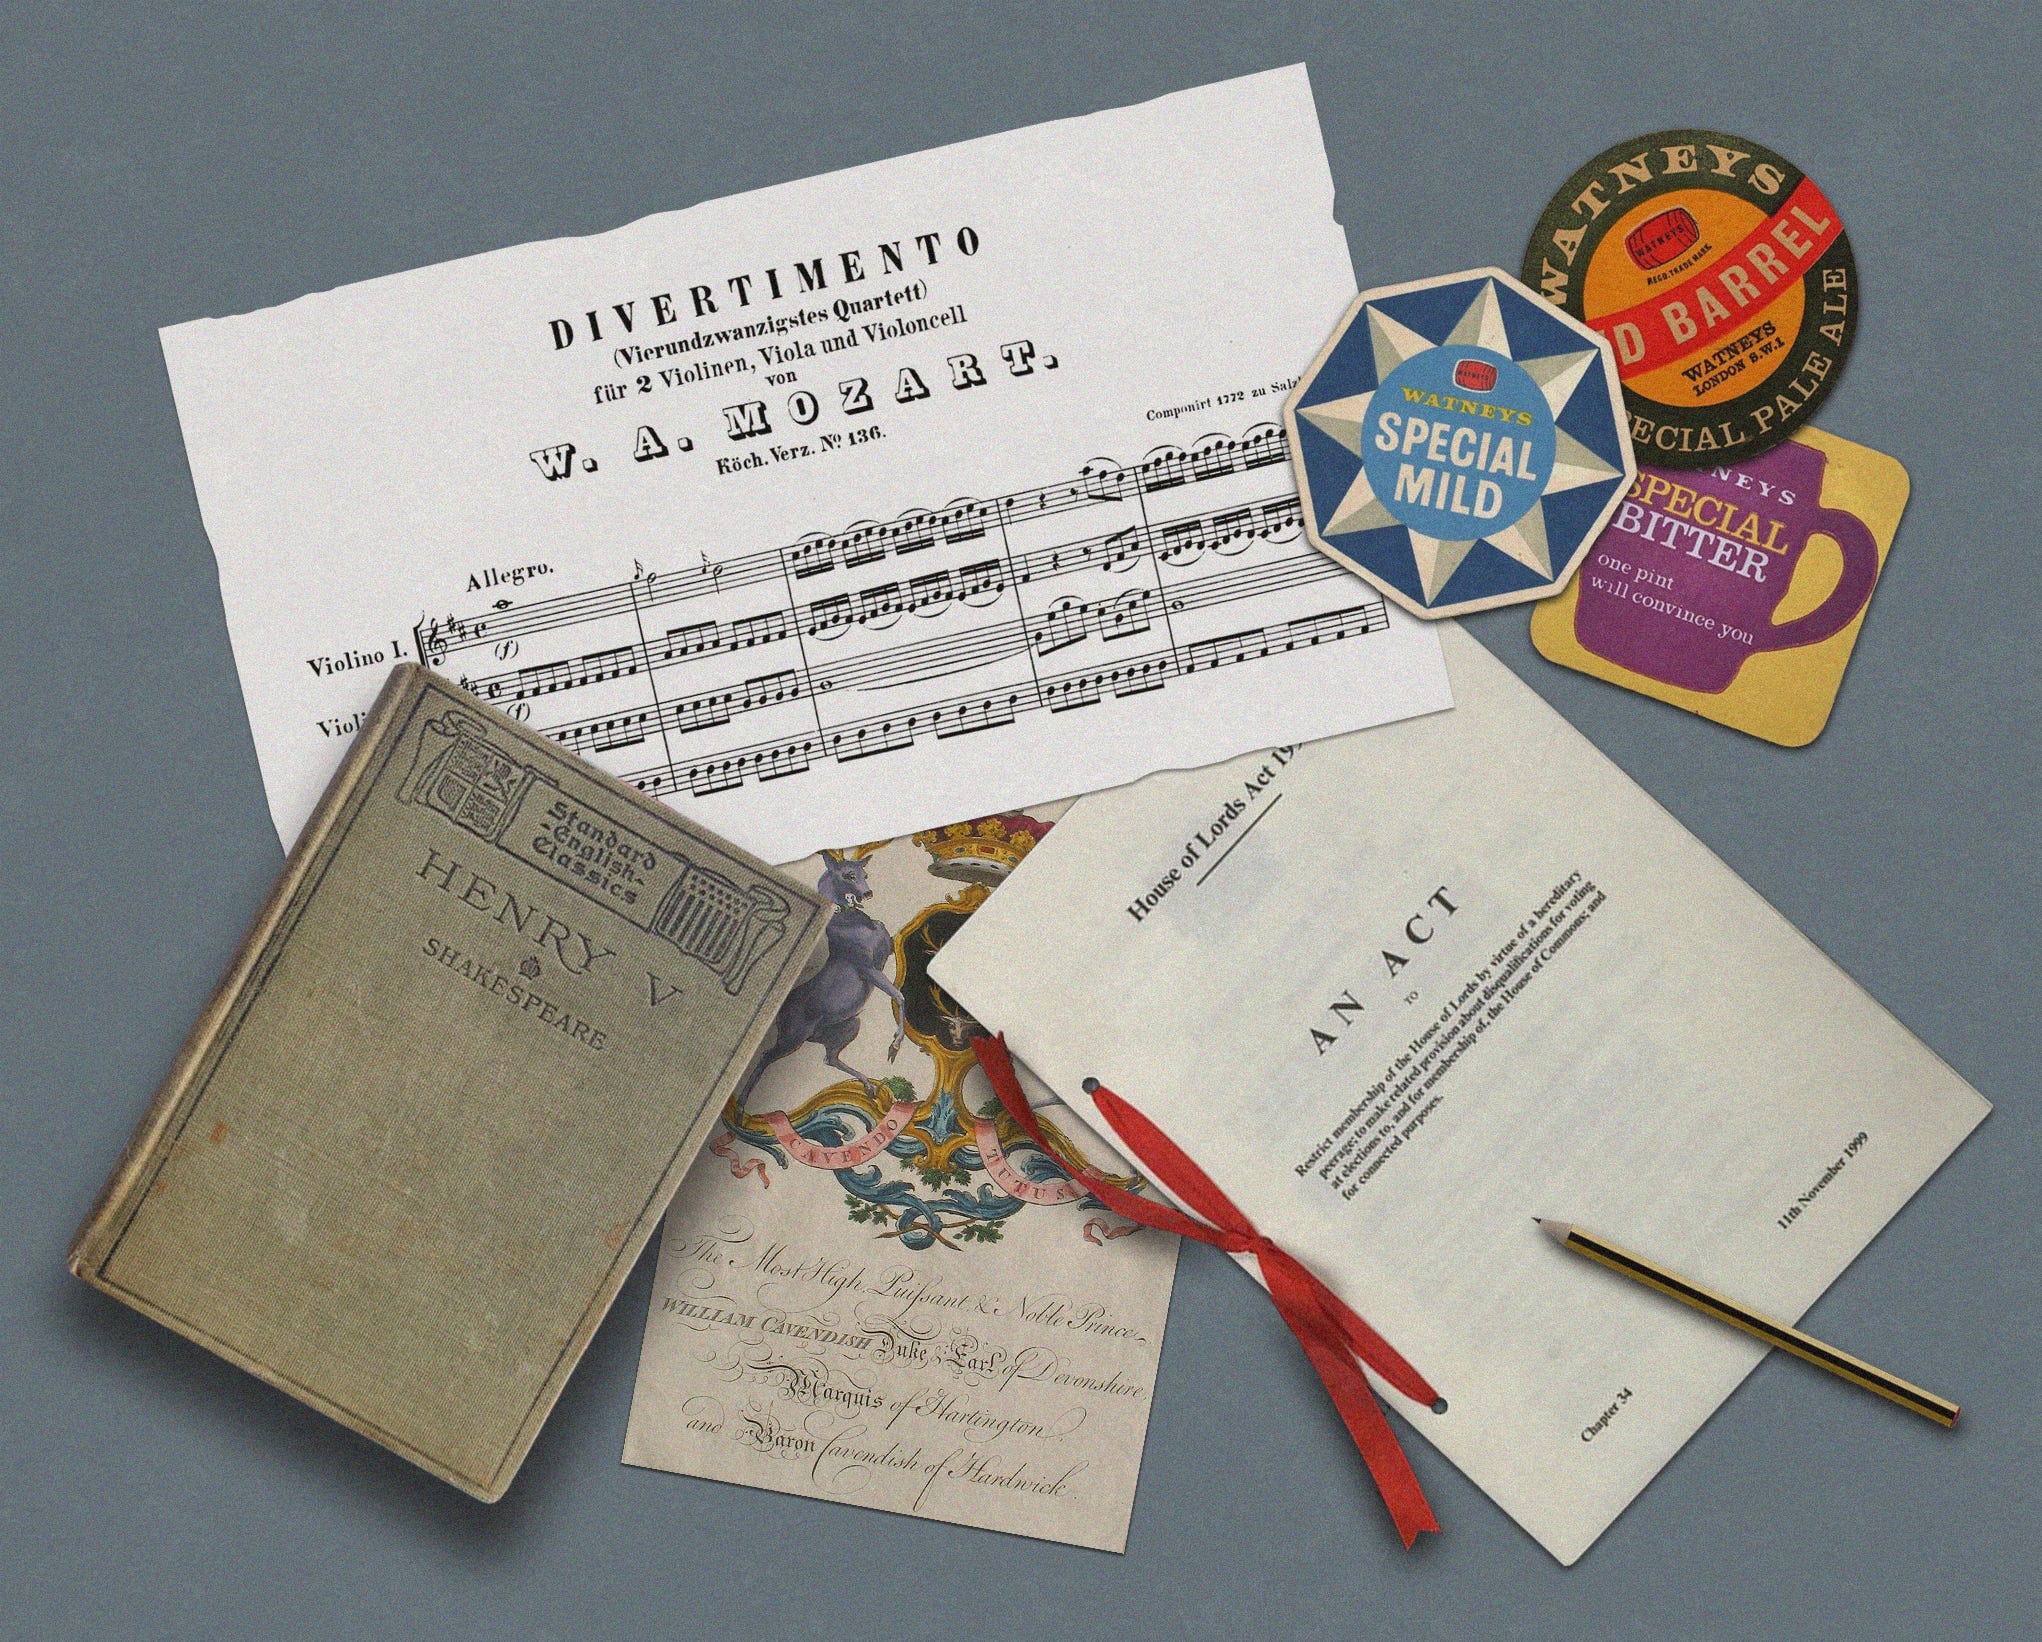 DIVERTIMENTO
(Vierundzwanzigstes Quartett)
für 2 Violinen, Viola und Violoncell
von
W. A. MOZART.
Köch. Verz. No 136.
Componirt 1772 zu
Allegro.
Violino I.
(f)
(f)
WATNEYS
WATNEYS
REGD. TRADE MARK
BARREL
WATNEYS
LONDON S.W.1
PALE ALE
WATNEYS
WATNEYS
SPECIAL
MILD
SPECIAL
BITTER
one pint
will convince you
Standard
-English-
Classics
HENRY V
SHAKESPEARE
CAVENDO
TUTUS
The Most High, Puiſsant, & Noble Prince
WILLIAM CAVENDISH Duke & Earl of Devonshire,
Marquis of Hartington,
and Baron Cavendish of Hardwick.
House of Lords Act
AN ACT
TO
Restrict membership of the House of Lords by virtue of a hereditary
peerage; to make related provision about disqualifications for voting
at elections to, and for membership of, the House of Commons; and
for connected purposes.
11th November 1999
Chapter 34